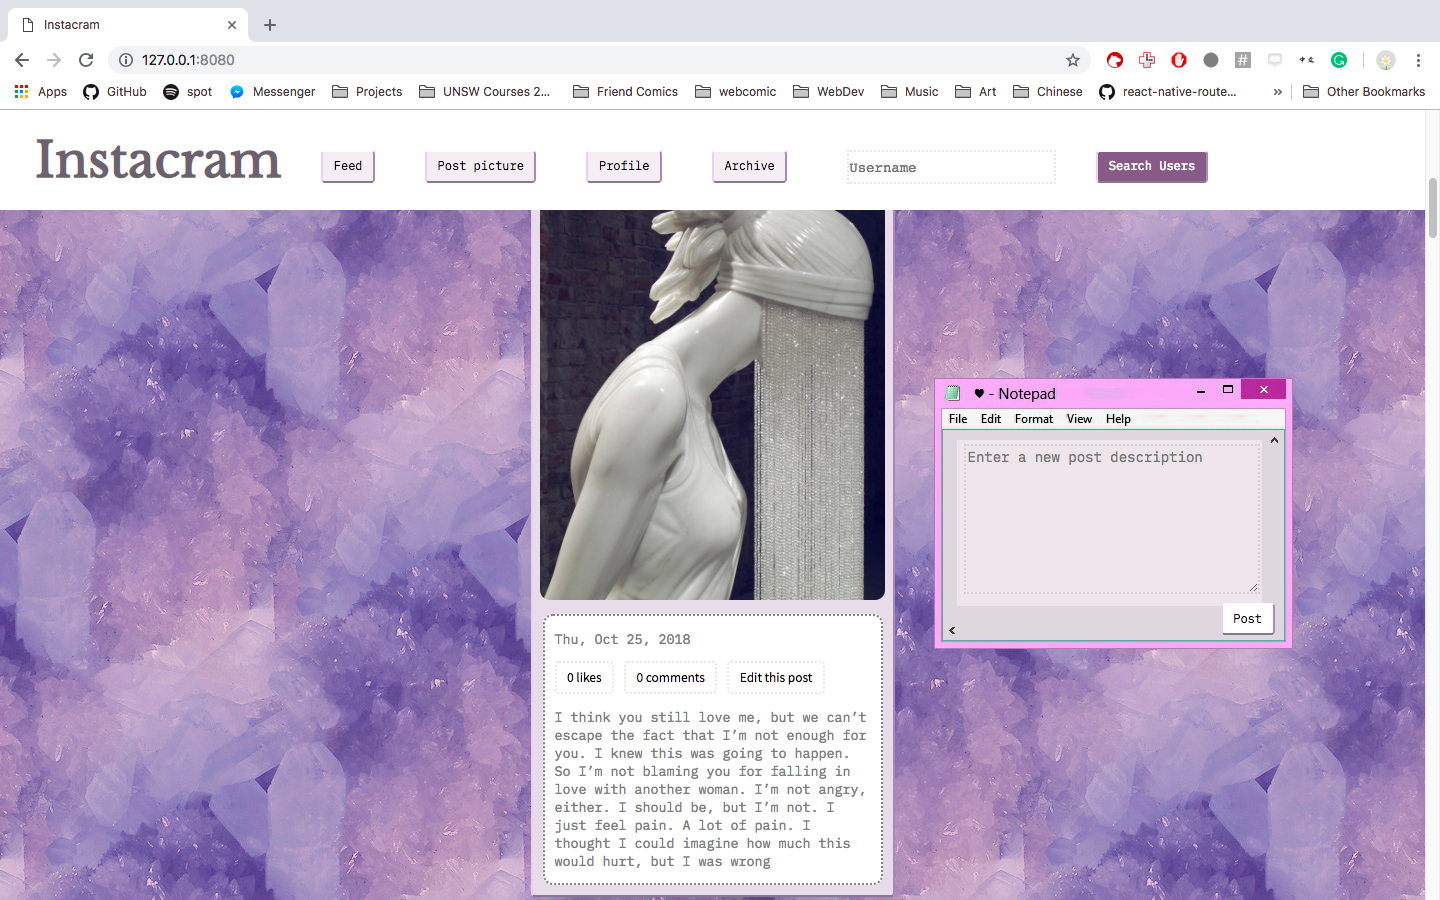 Instacram
127.0.0.1:8080
Apps GitHub spot Messenger Projects UNSW Courses 2... Friend Comics webcomic WebDev Music Art Chinese react-native-route... » Other Bookmarks
Instacram Feed Post picture Profile Archive Username Search Users
♥ - Notepad
File Edit Format View Help
Enter a new post description
Post
Thu, Oct 25, 2018
0 likes 0 comments Edit this post
I think you still love me, but we can’t
escape the fact that I’m not enough for
you. I knew this was going to happen.
So I’m not blaming you for falling in
love with another woman. I’m not angry,
either. I should be, but I’m not. I
just feel pain. A lot of pain. I
thought I could imagine how much this
would hurt, but I was wrong